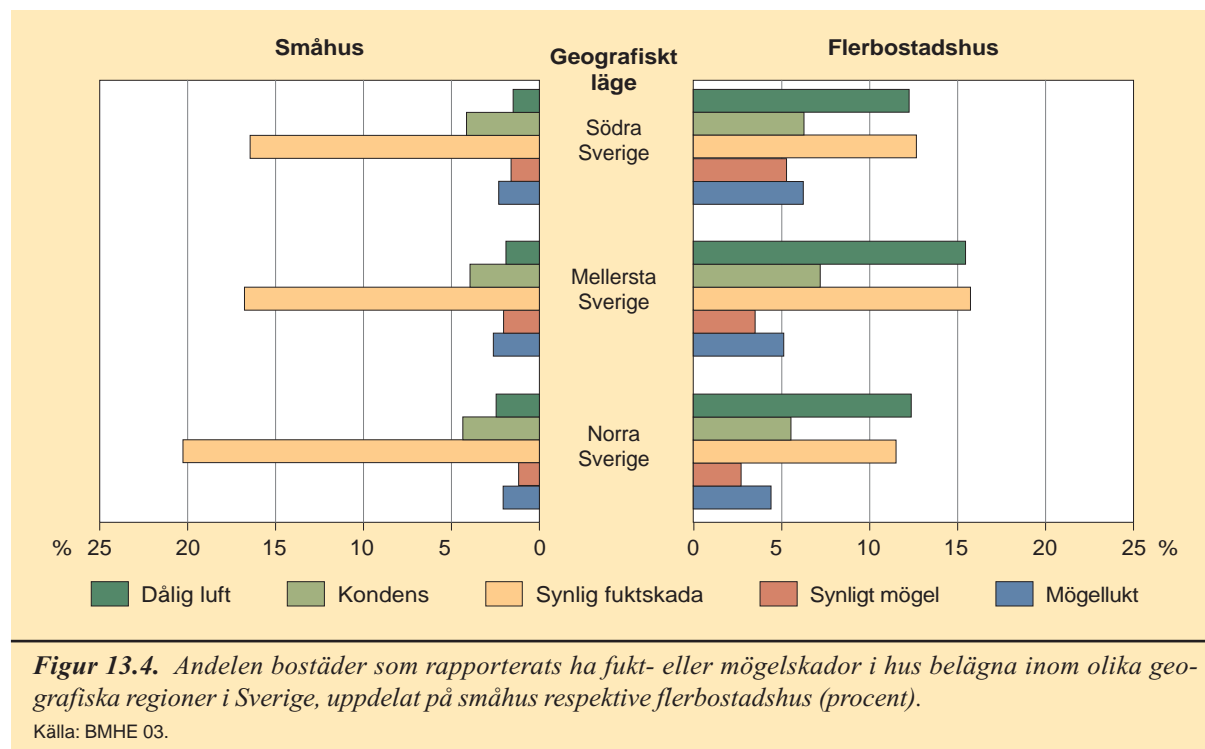 Småhus
Geografiskt
läge
Flerbostadshus
Södra
Sverige
Mellersta
Sverige
Norra
Sverige
% 25 20 15 10 5 0
0 5 10 15 20 25 %
Dålig luft Kondens Synlig fuktskada Synligt mögel Mögellukt
Figur 13.4. Andelen bostäder som rapporterats ha fukt- eller mögelskador i hus belägna inom olika geo-
grafiska regioner i Sverige, uppdelat på småhus respektive flerbostadshus (procent).
Källa: BMHE 03.